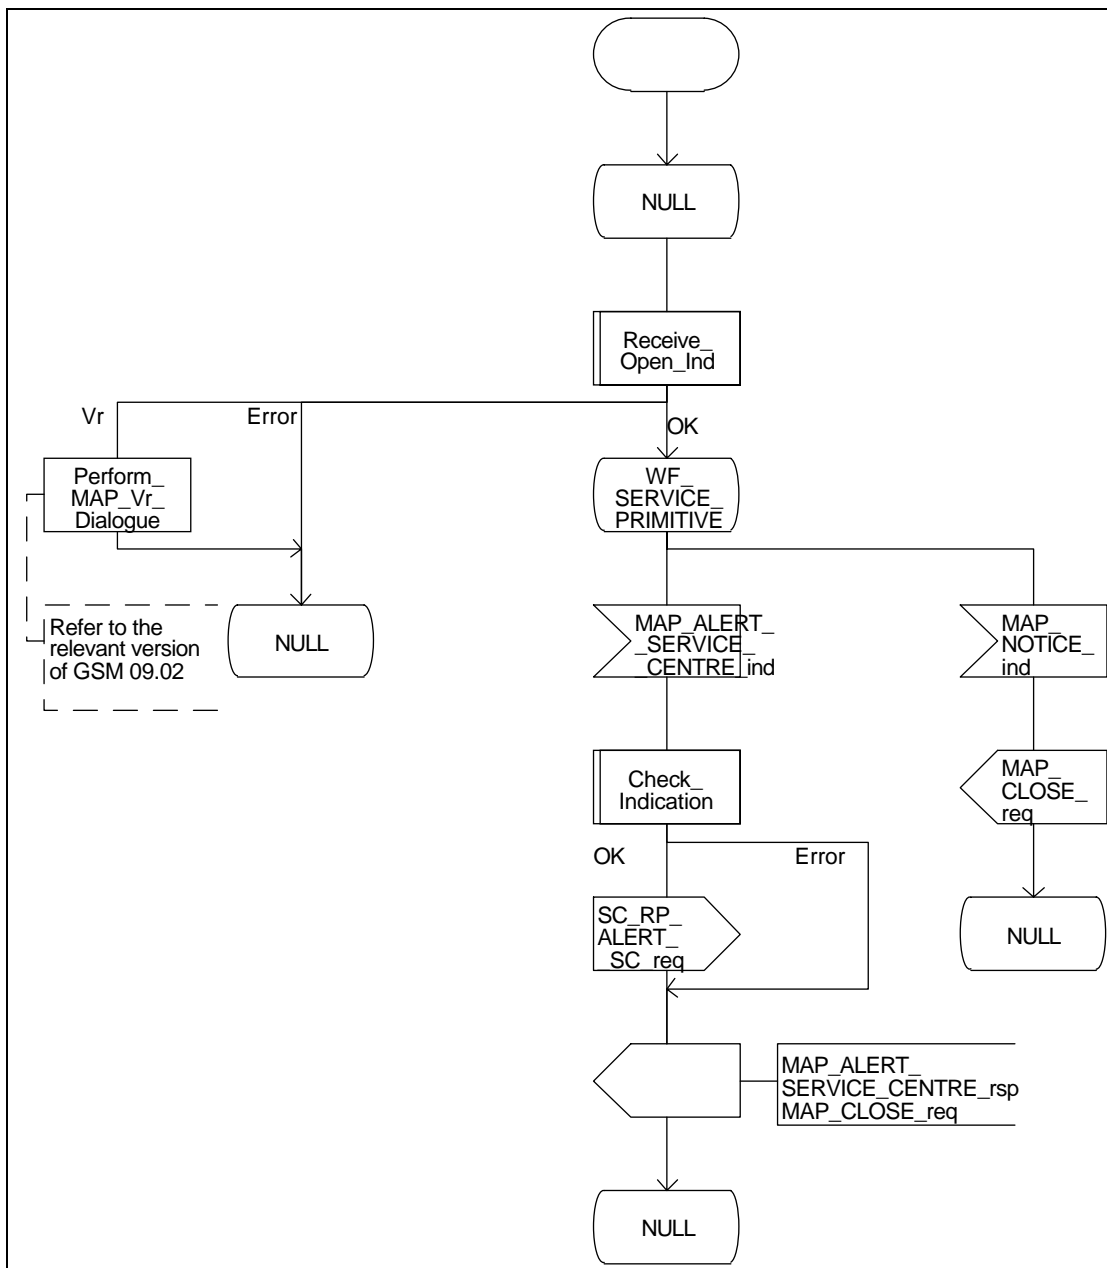 NULL
Receive_
Open_Ind
Vr
Error
OK
Perform_
MAP_Vr_
Dialogue
WF_
SERVICE_
PRIMITIVE
Refer to the
relevant version
of GSM 09.02
NULL
MAP_ALERT_
_SERVICE_
_CENTRE_ind
MAP_
NOTICE_
ind
Check_
Indication
MAP_
CLOSE_
req
OK
Error
SC_RP_
ALERT_
_SC_req
NULL
MAP_ALERT_
SERVICE_CENTRE_rsp
MAP_CLOSE_req
NULL